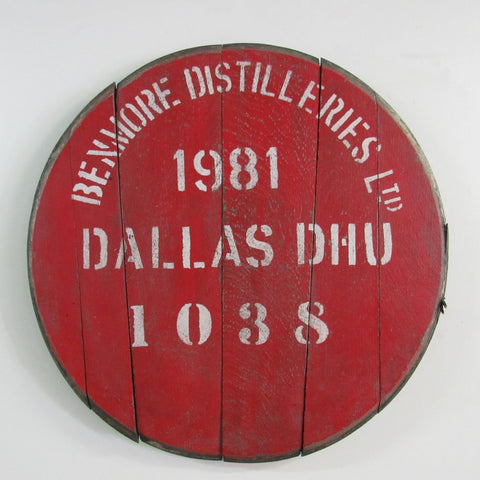 BENMORE DISTILLERIES LTD
1981
DALLAS DHU
1038